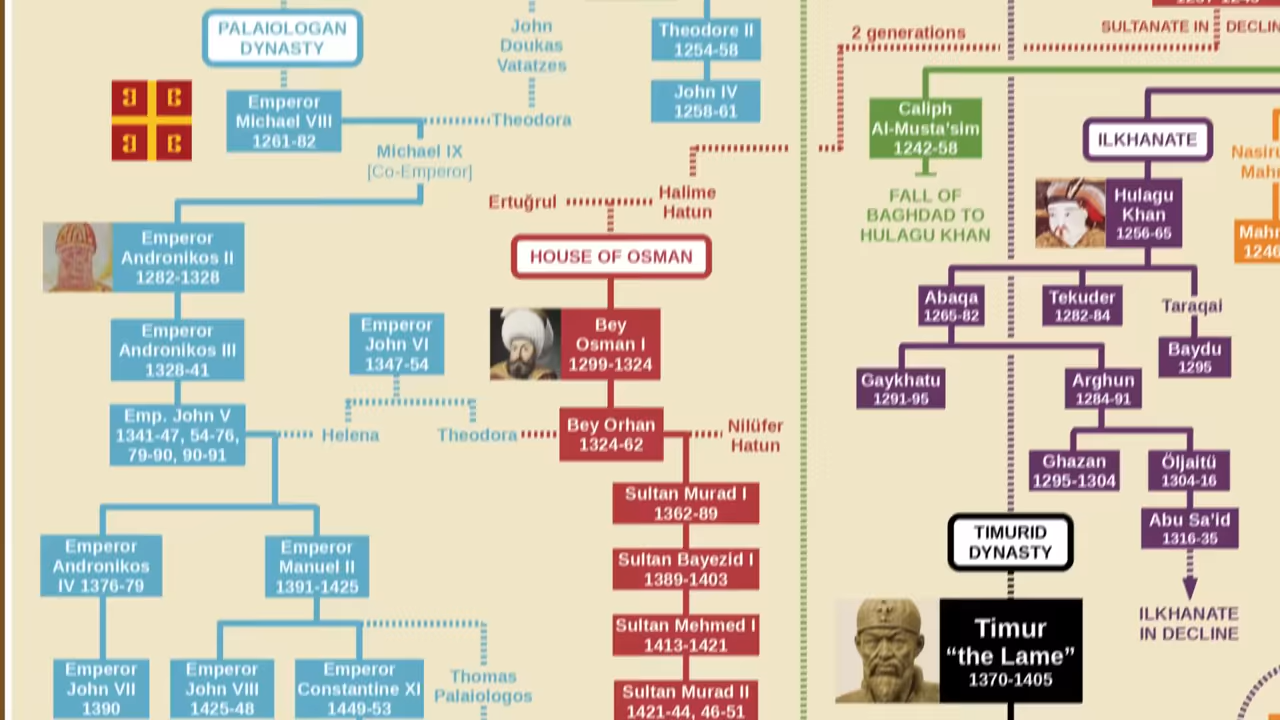 SULTANATE IN
DECLIN
PALAIOLOGAN
DYNASTY
John
Doukas
Vatatzes
Theodore II
1254-58
2 generations
John IV
1258-61
Emperor
Michael VIII
1261-82
Theodora
Michael IX
[Co-Emperor]
Caliph
Al-Musta'sim
1242-58
ILKHANATE
Nasiru
Mahm
FALL OF
BAGHDAD TO
HULAGU KHAN
Hulagu
Khan
1256-65
Mahm
1246
Ertuğrul
Halime
Hatun
HOUSE OF OSMAN
Emperor
Andronikos II
1282-1328
Abaqa
1265-82
Tekuder
1282-84
Taraqai
Emperor
Andronikos III
1328-41
Emperor
John VI
1347-54
Bey
Osman I
1299-1324
Baydu
1295
Gaykhatu
1291-95
Arghun
1284-91
Emp. John V
1341-47, 54-76,
79-90, 90-91
Helena
Theodora
Bey Orhan
1324-62
Nilüfer
Hatun
Ghazan
1295-1304
Öljaitü
1304-16
Sultan Murad I
1362-89
Abu Sa'id
1316-35
TIMURID
DYNASTY
Emperor
Andronikos
IV 1376-79
Emperor
Manuel II
1391-1425
Sultan Bayezid I
1389-1403
ILKHANATE
IN DECLINE
Sultan Mehmed I
1413-1421
Timur
“the Lame”
1370-1405
Emperor
John VII
1390
Emperor
John VIII
1425-48
Emperor
Constantine XI
1449-53
Thomas
Palaiologos
Sultan Murad II
1421-44, 46-51